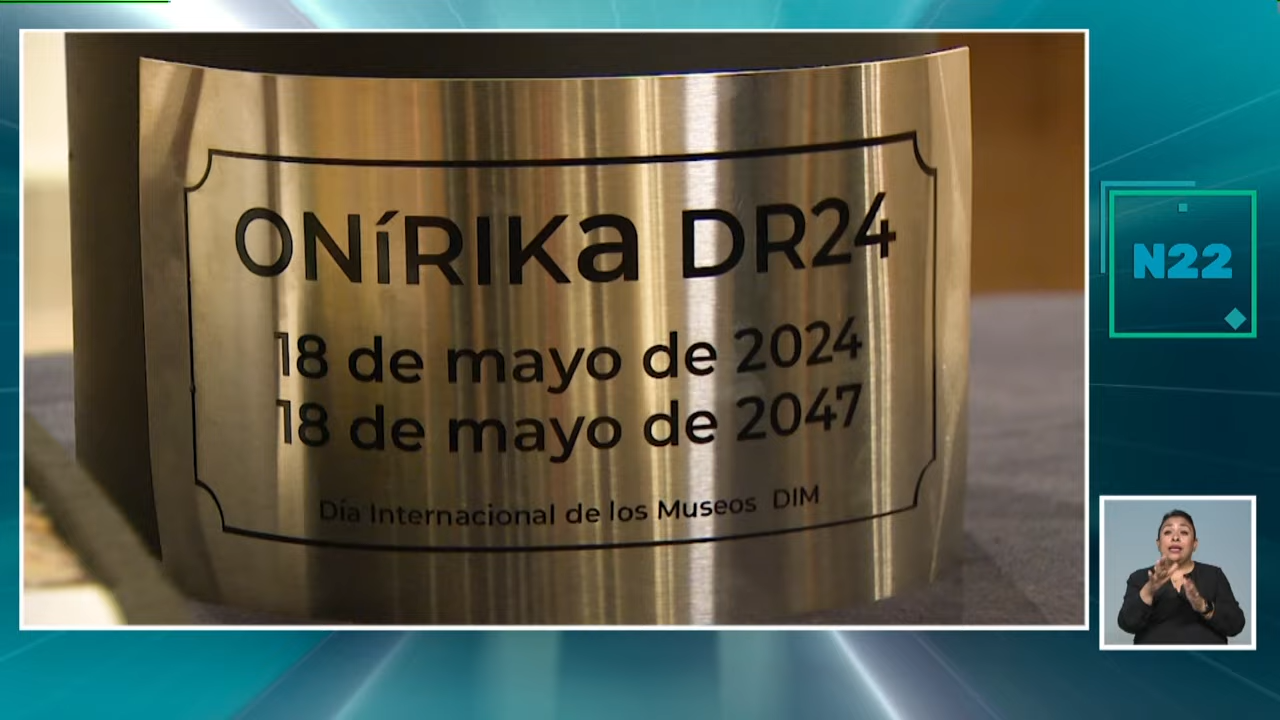 ONíRIKa DR24
18 de mayo de 2024
18 de mayo de 2047
Día Internacional de los Museos DIM
N22